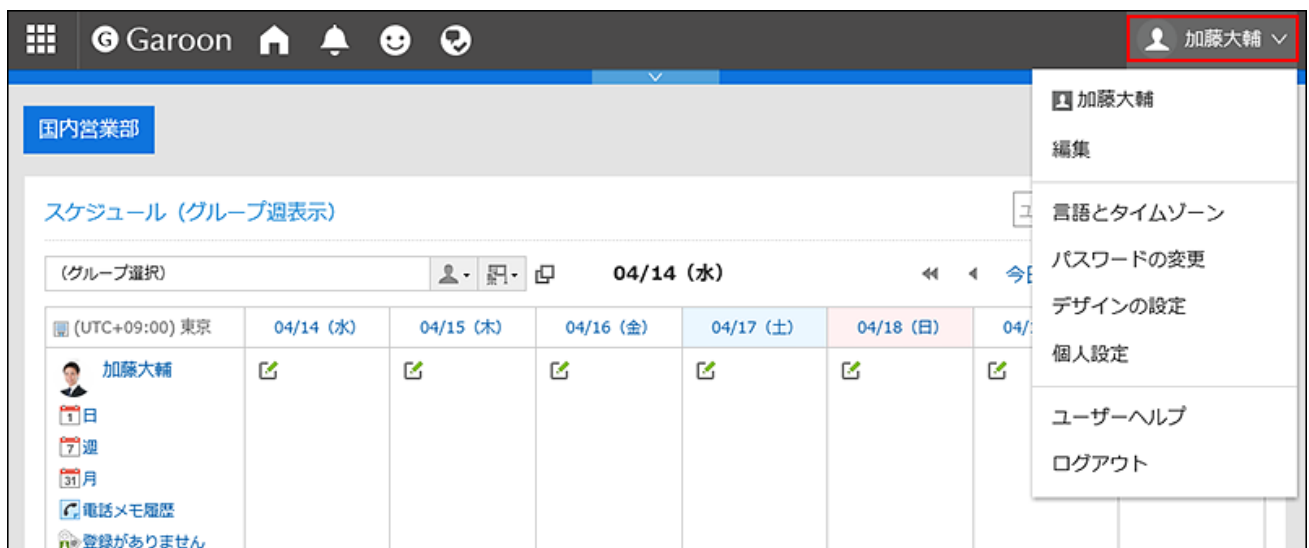 Garoon
加藤大輔
加藤大輔
編集
言語とタイムゾーン
パスワードの変更
デザインの設定
個人設定
ユーザーヘルプ
ログアウト
国内営業部
スケジュール（グループ週表示）
（グループ選択）
04/14（水）
今日
(UTC+09:00) 東京
04/14（水）
04/15（木）
04/16（金）
04/17（土）
04/18（日）
04/
加藤大輔
1 日
7 週
31 月
電話メモ履歴
登録がありません